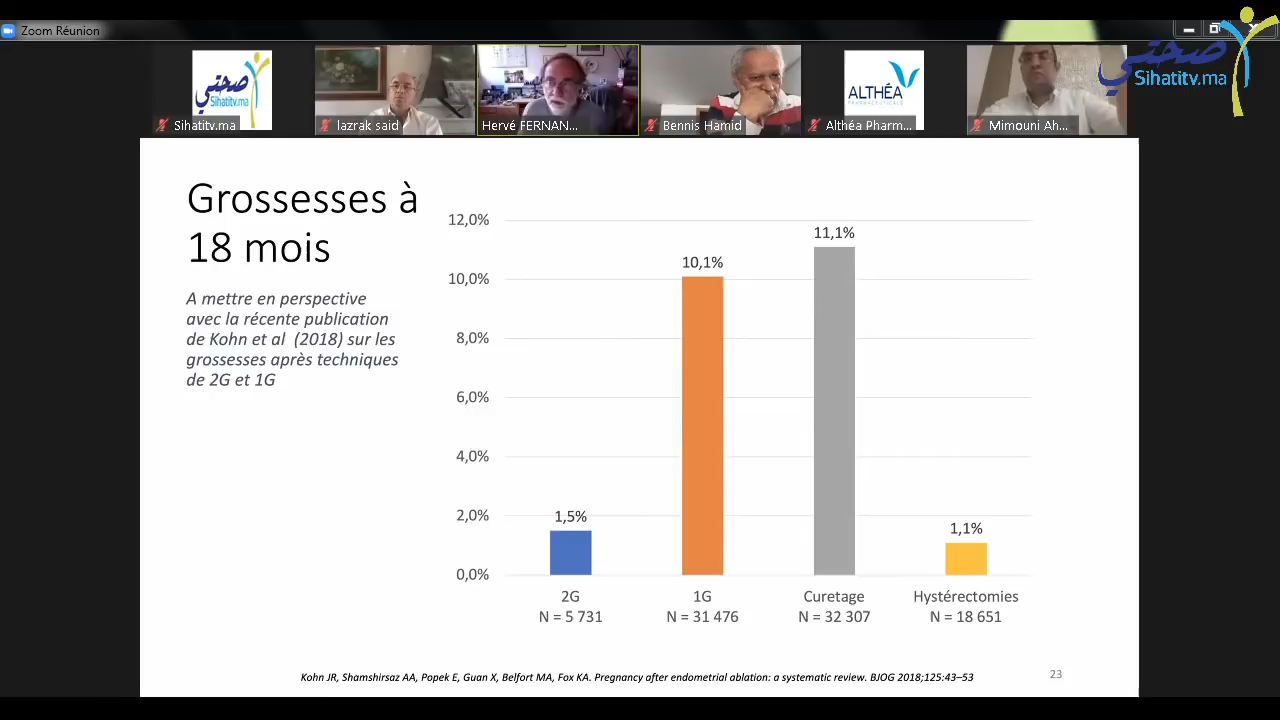 Zoom Réunion
صحتي
Sihatitv.ma
صحتي
Sihatitv.ma
ALTHÉA
PHARMACEUTICALS
Sihatitv.ma
lazrak said
Hervé FERNAN...
Bennis Hamid
Althéa Pharm...
Mimouni Ah...
Grossesses à
18 mois
A mettre en perspective
avec la récente publication
de Kohn et al (2018) sur les
grossesses après techniques
de 2G et 1G
12,0%
10,0%
8,0%
6,0%
4,0%
2,0%
0,0%
1,5%
10,1%
11,1%
1,1%
2G
N = 5 731
1G
N = 31 476
Curetage
N = 32 307
Hystérectomies
N = 18 651
Kohn JR, Shamshirsaz AA, Popek E, Guan X, Belfort MA, Fox KA. Pregnancy after endometrial ablation: a systematic review. BJOG 2018;125:43–53
23